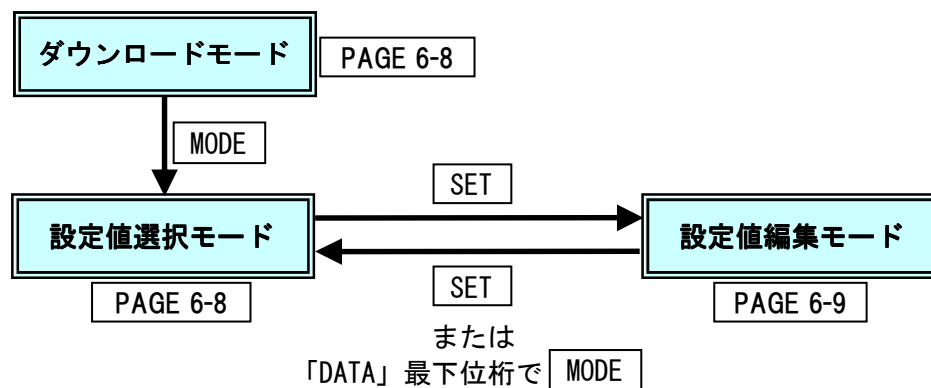 ダウンロードモード
PAGE 6-8
MODE
SET
設定値選択モード
設定値編集モード
PAGE 6-8
SET
PAGE 6-9
または
「DATA」最下位桁で MODE